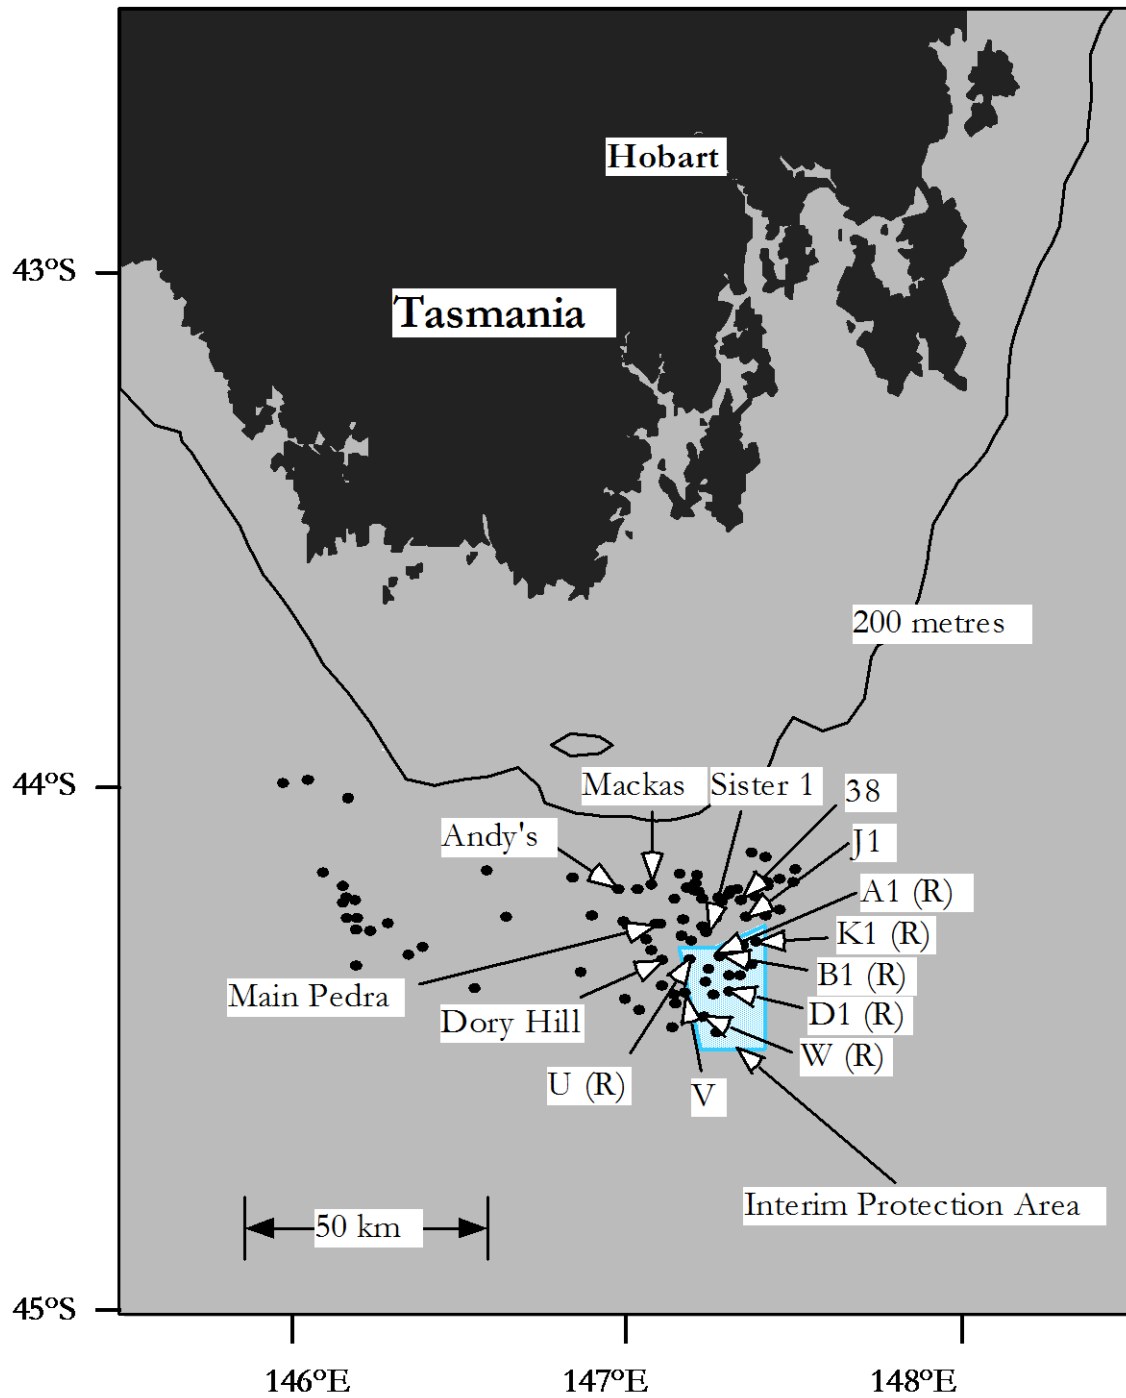 Hobart
43°S
Tasmania
200 metres
44°S
Mackas
Sister 1
38
Andy's
J1
A1 (R)
K1 (R)
Main Pedra
B1 (R)
Dory Hill
D1 (R)
W (R)
U (R)
V
Interim Protection Area
50 km
45°S
146°E
147°E
148°E